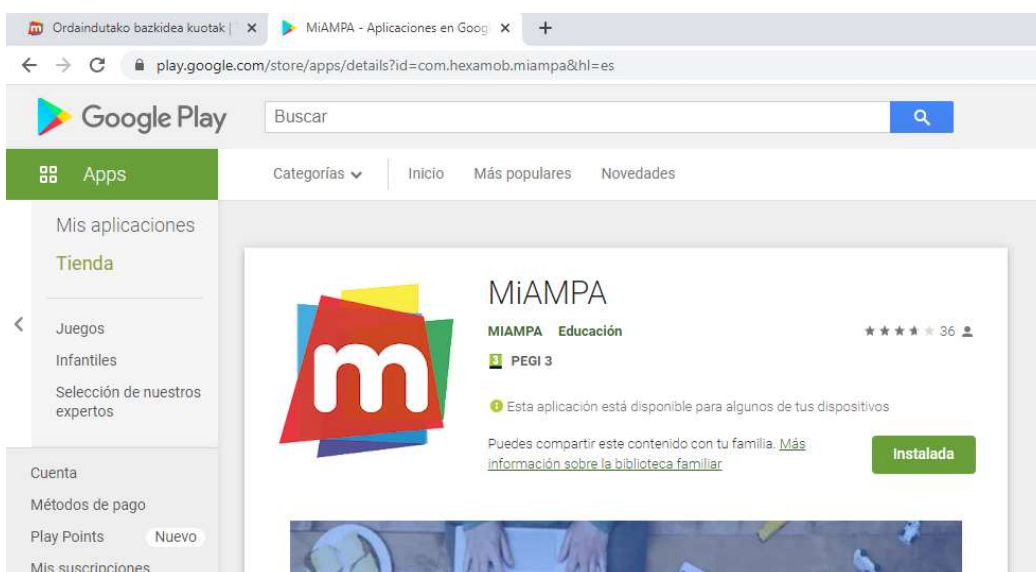 Ordaindutako bazkidea kuotak |
MiAMPA - Aplicaciones en Goog
play.google.com/store/apps/details?id=com.hexamob.miampa&hl=es
Google Play
Buscar
Apps
Categorías
Inicio
Más populares
Novedades
Mis aplicaciones
Tienda
Juegos
Infantiles
Selección de nuestros
expertos
Cuenta
Métodos de pago
Play Points Nuevo
Mis suscripciones
m
MiAMPA
MIAMPA Educación
36
3 PEGI 3
Esta aplicación está disponible para algunos de tus dispositivos
Puedes compartir este contenido con tu familia. Más
información sobre la biblioteca familiar
Instalada